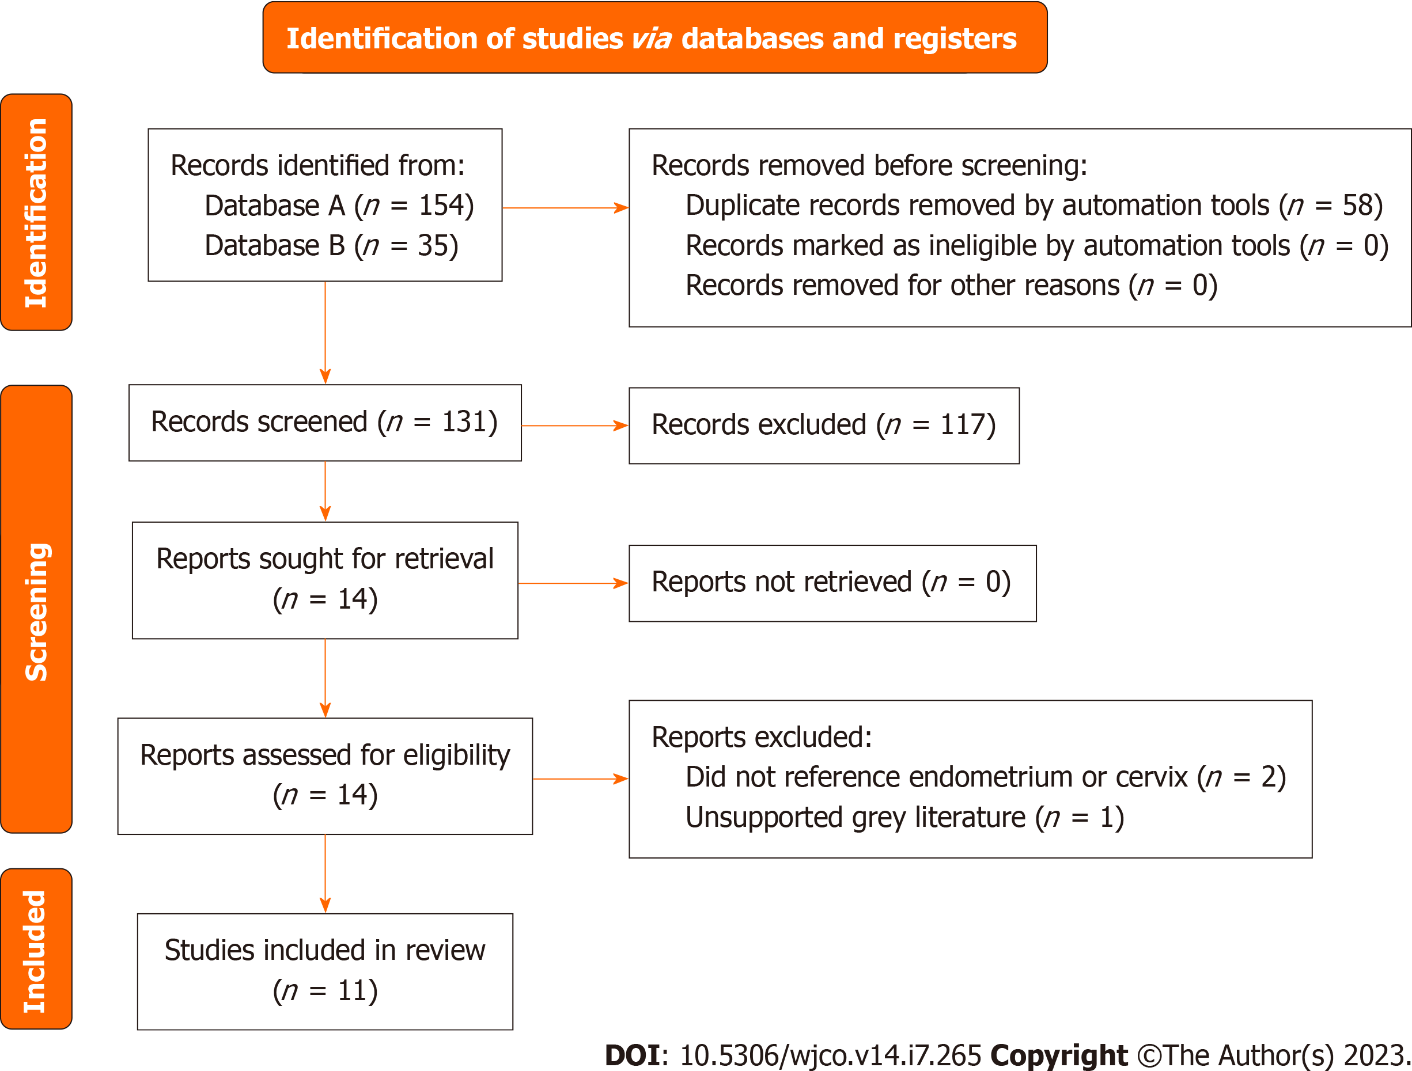 Identification of studies via databases and registers
Identification
Records identified from:
Database A (n = 154)
Database B (n = 35)
Records removed before screening:
Duplicate records removed by automation tools (n = 58)
Records marked as ineligible by automation tools (n = 0)
Records removed for other reasons (n = 0)
Screening
Records screened (n = 131)
Records excluded (n = 117)
Reports sought for retrieval
(n = 14)
Reports not retrieved (n = 0)
Reports assessed for eligibility
(n = 14)
Reports excluded:
Did not reference endometrium or cervix (n = 2)
Unsupported grey literature (n = 1)
Included
Studies included in review
(n = 11)
DOI: 10.5306/wjco.v14.i7.265 Copyright ©The Author(s) 2023.